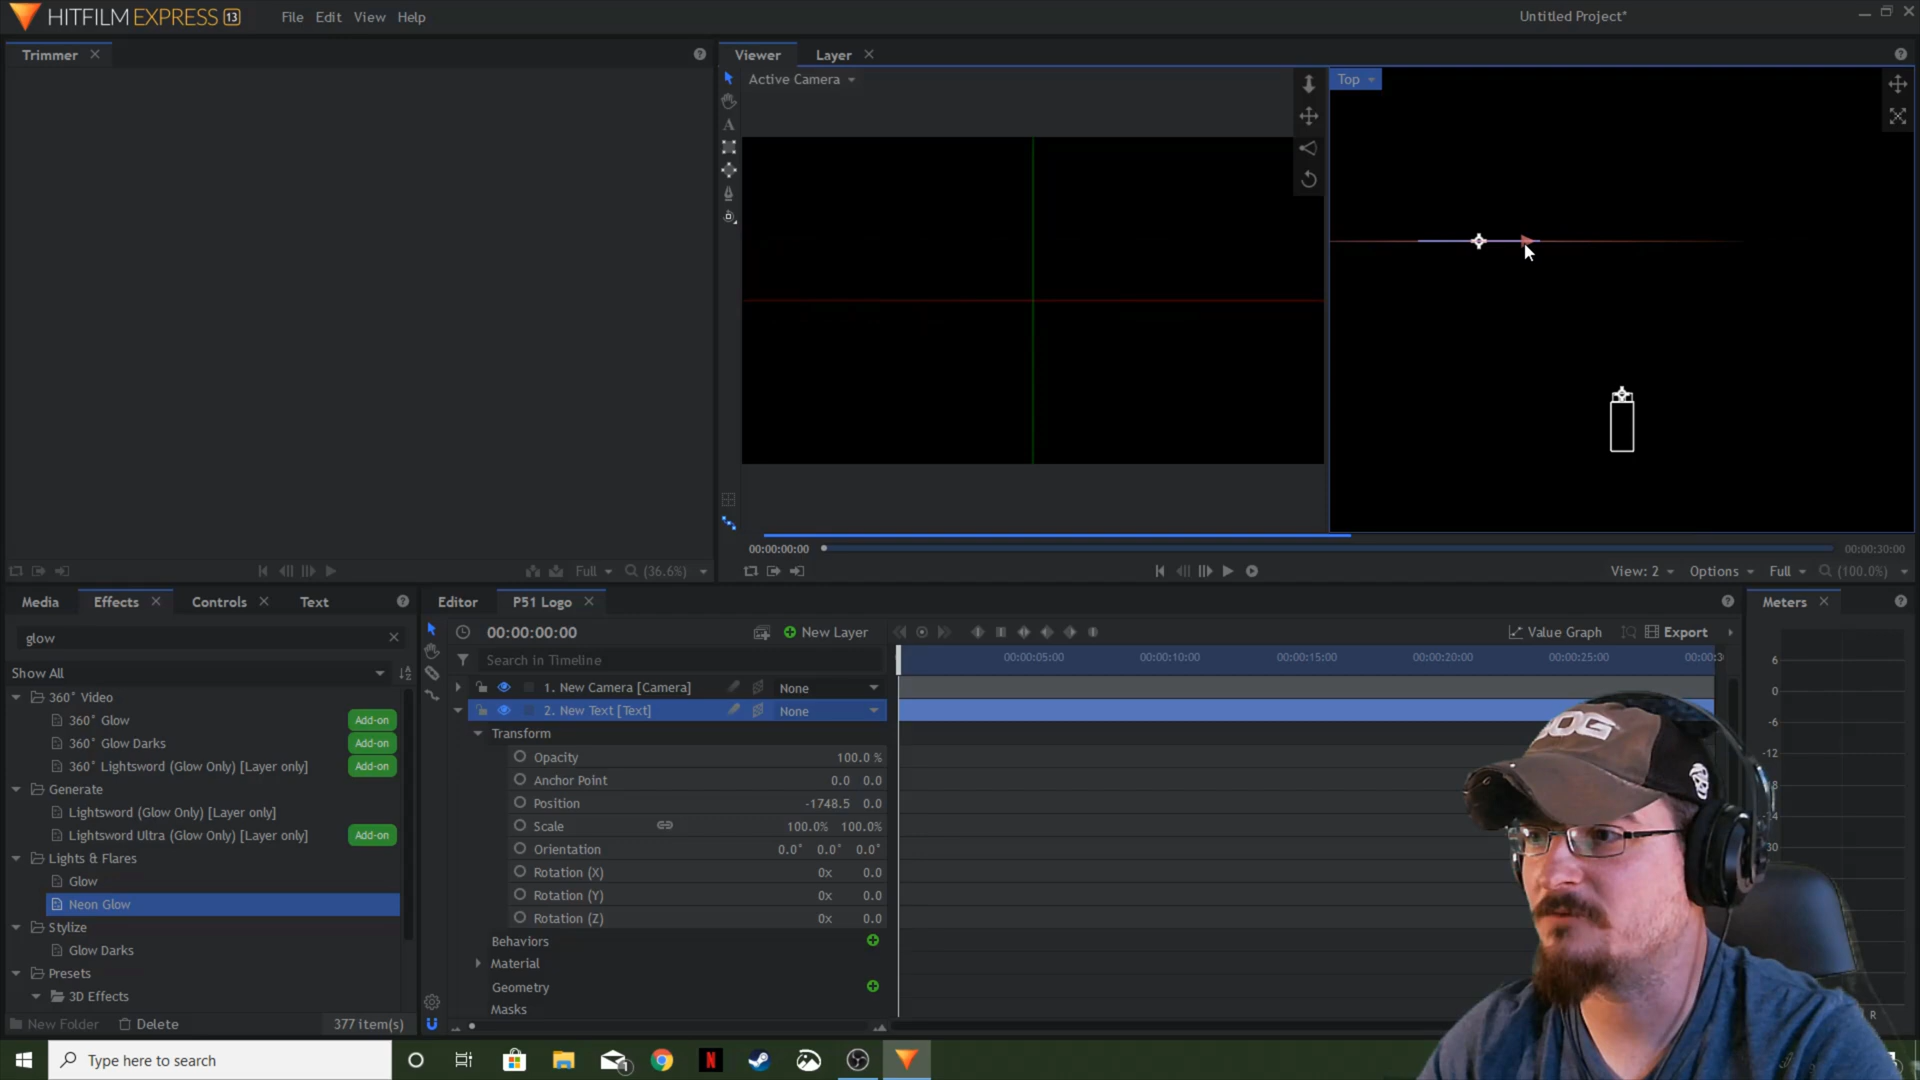 HITFILM EXPRESS 13 File Edit View Help Untitled Project*
Trimmer
Viewer Layer
Active Camera
Top
00:00:00:00 00:00:30:00
Full (36.6%)
View: 2 Options Full (100.0%)
Media Effects Controls Text
Editor P51 Logo
Meters
glow
00:00:00:00 New Layer
Value Graph Export
Search in Timeline
00:00:05:00 00:00:10:00 00:00:15:00 00:00:20:00 00:00:25:00 00:00:3
Show All
360° Video
360° Glow Add-on
360° Glow Darks Add-on
360° Lightsword (Glow Only) [Layer only] Add-on
Generate
Lightsword (Glow Only) [Layer only]
Lightsword Ultra (Glow Only) [Layer only] Add-on
Lights & Flares
Glow
Neon Glow
Stylize
Glow Darks
Presets
3D Effects
New Folder Delete 377 item(s)
1. New Camera [Camera] None
2. New Text [Text] None
Transform
Opacity 100.0 %
Anchor Point 0.0 0.0
Position -1748.5 0.0
Scale 100.0% 100.0%
Orientation 0.0° 0.0° 0.0°
Rotation (X) 0x 0.0
Rotation (Y) 0x 0.0
Rotation (Z) 0x 0.0
Behaviors
Material
Geometry
Masks
6
0
-6
-12
-14
30
R
Type here to search